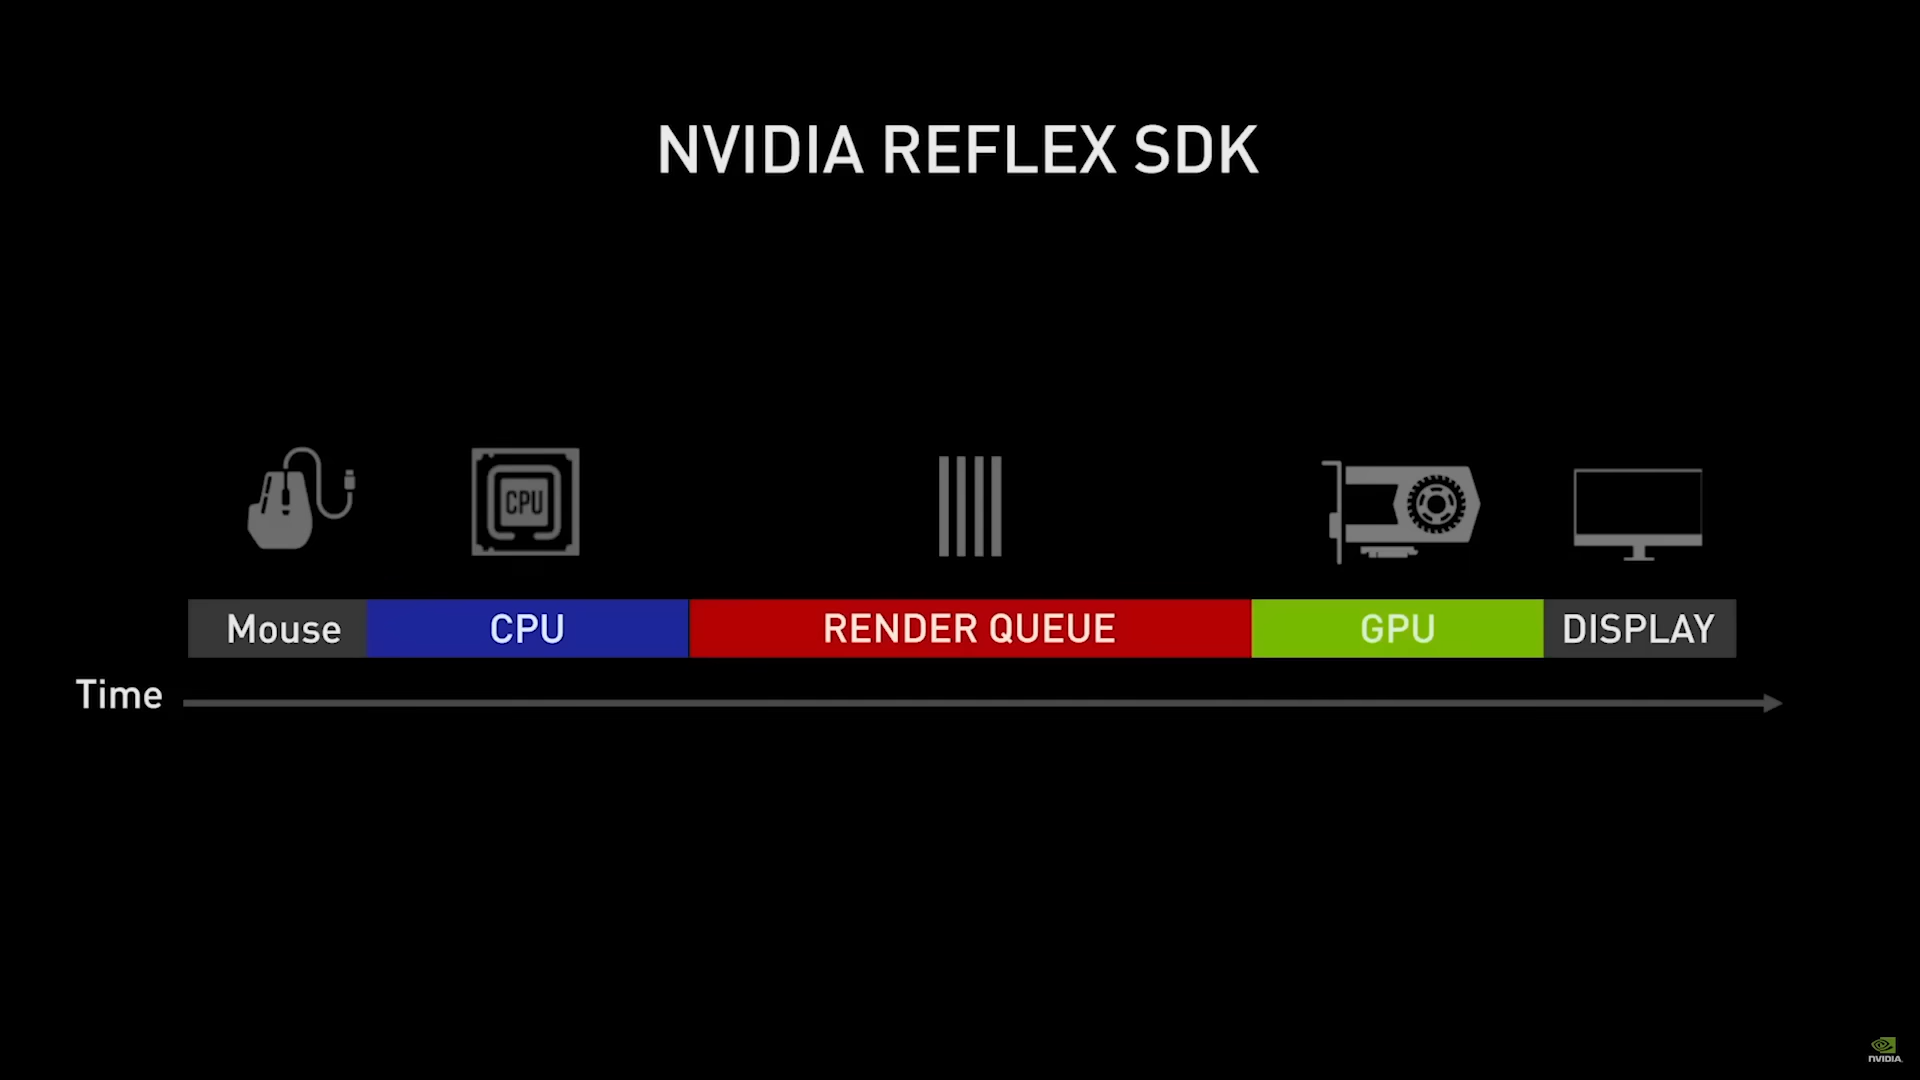 NVIDIA REFLEX SDK
CPU
Mouse CPU RENDER QUEUE GPU DISPLAY
Time
NVIDIA